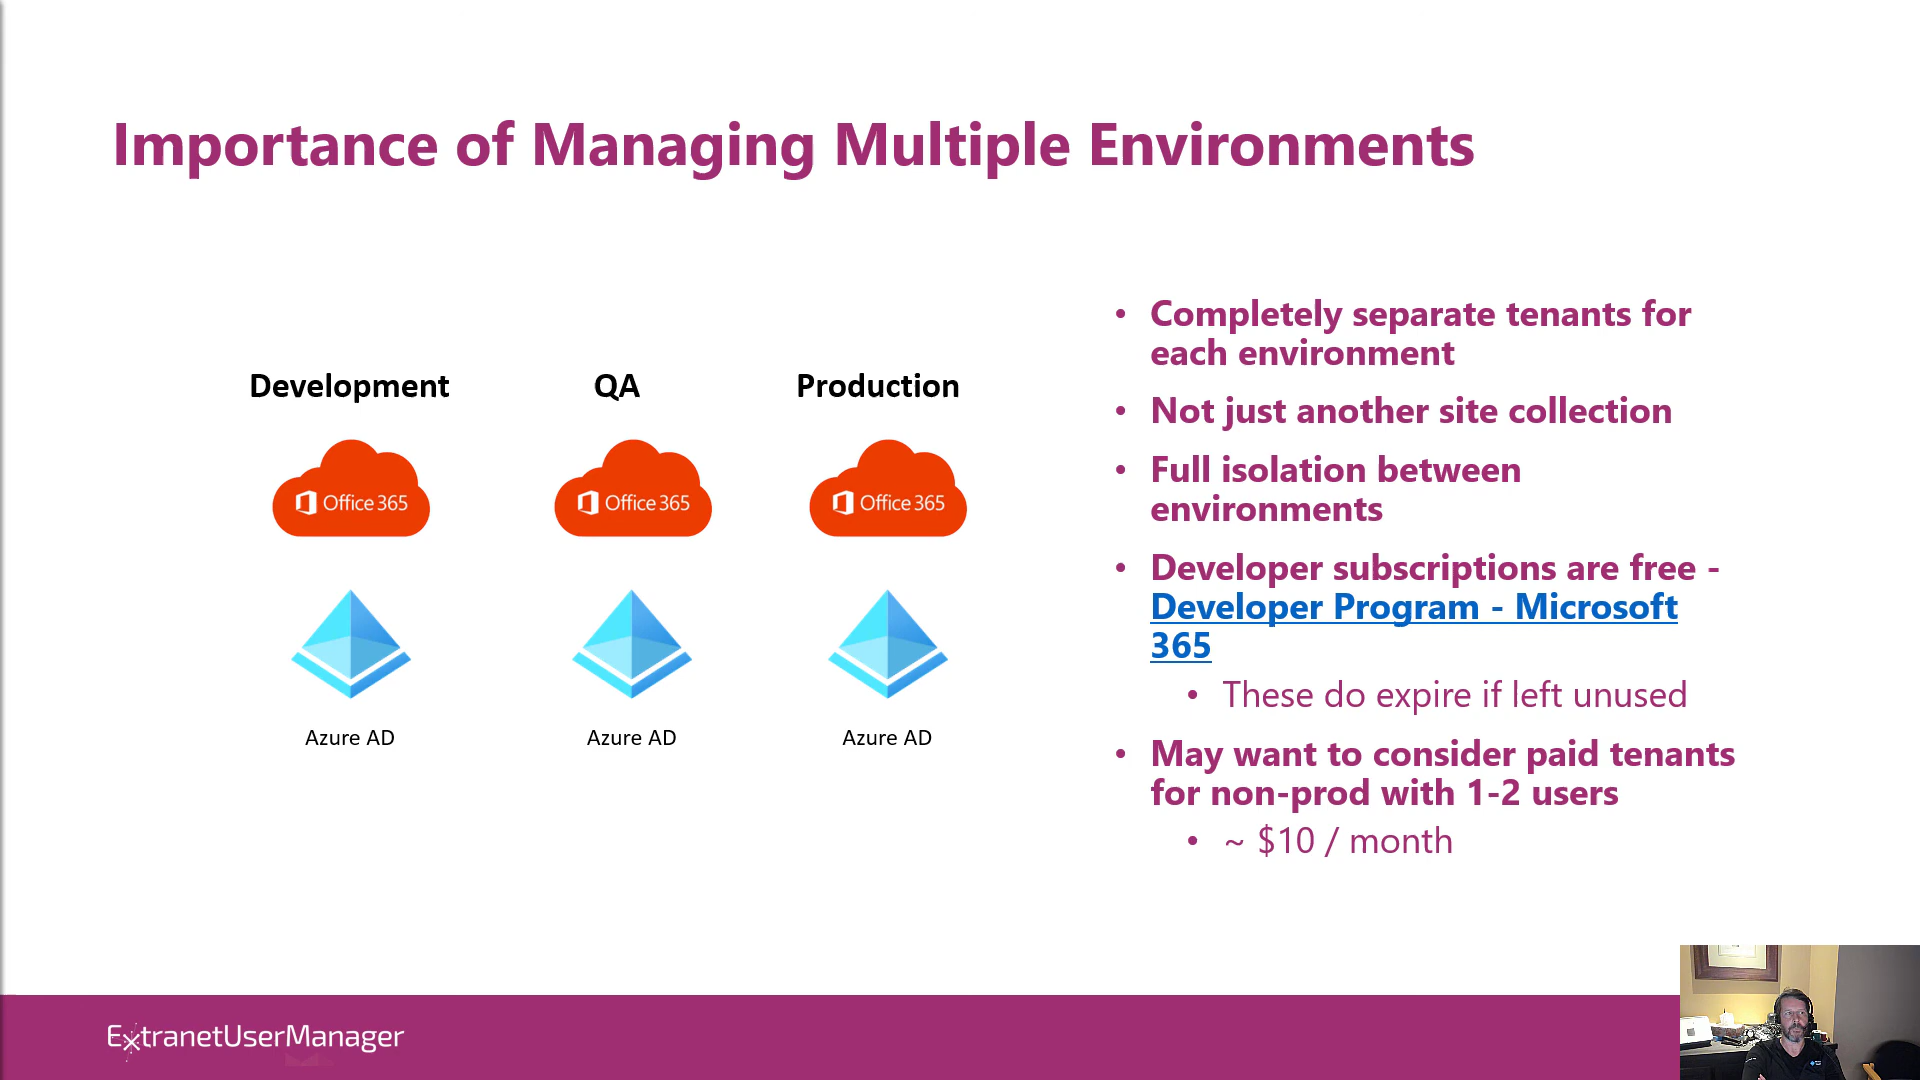 Importance of Managing Multiple Environments
Development
QA
Production
Office 365
Office 365
Office 365
Azure AD
Azure AD
Azure AD
• Completely separate tenants for
each environment
• Not just another site collection
• Full isolation between
environments
• Developer subscriptions are free -
Developer Program - Microsoft
365
• These do expire if left unused
• May want to consider paid tenants
for non-prod with 1-2 users
• ~ $10 / month
ExtranetUserManager